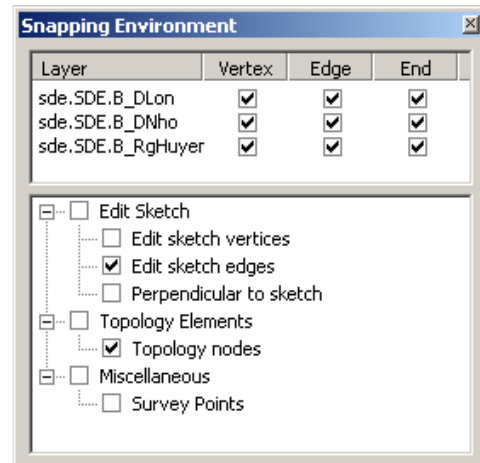 Snapping Environment
Layer Vertex Edge End
sde.SDE.B_DLon
sde.SDE.B_DNho
sde.SDE.B_RgHuyer
Edit Sketch
Edit sketch vertices
Edit sketch edges
Perpendicular to sketch
Topology Elements
Topology nodes
Miscellaneous
Survey Points